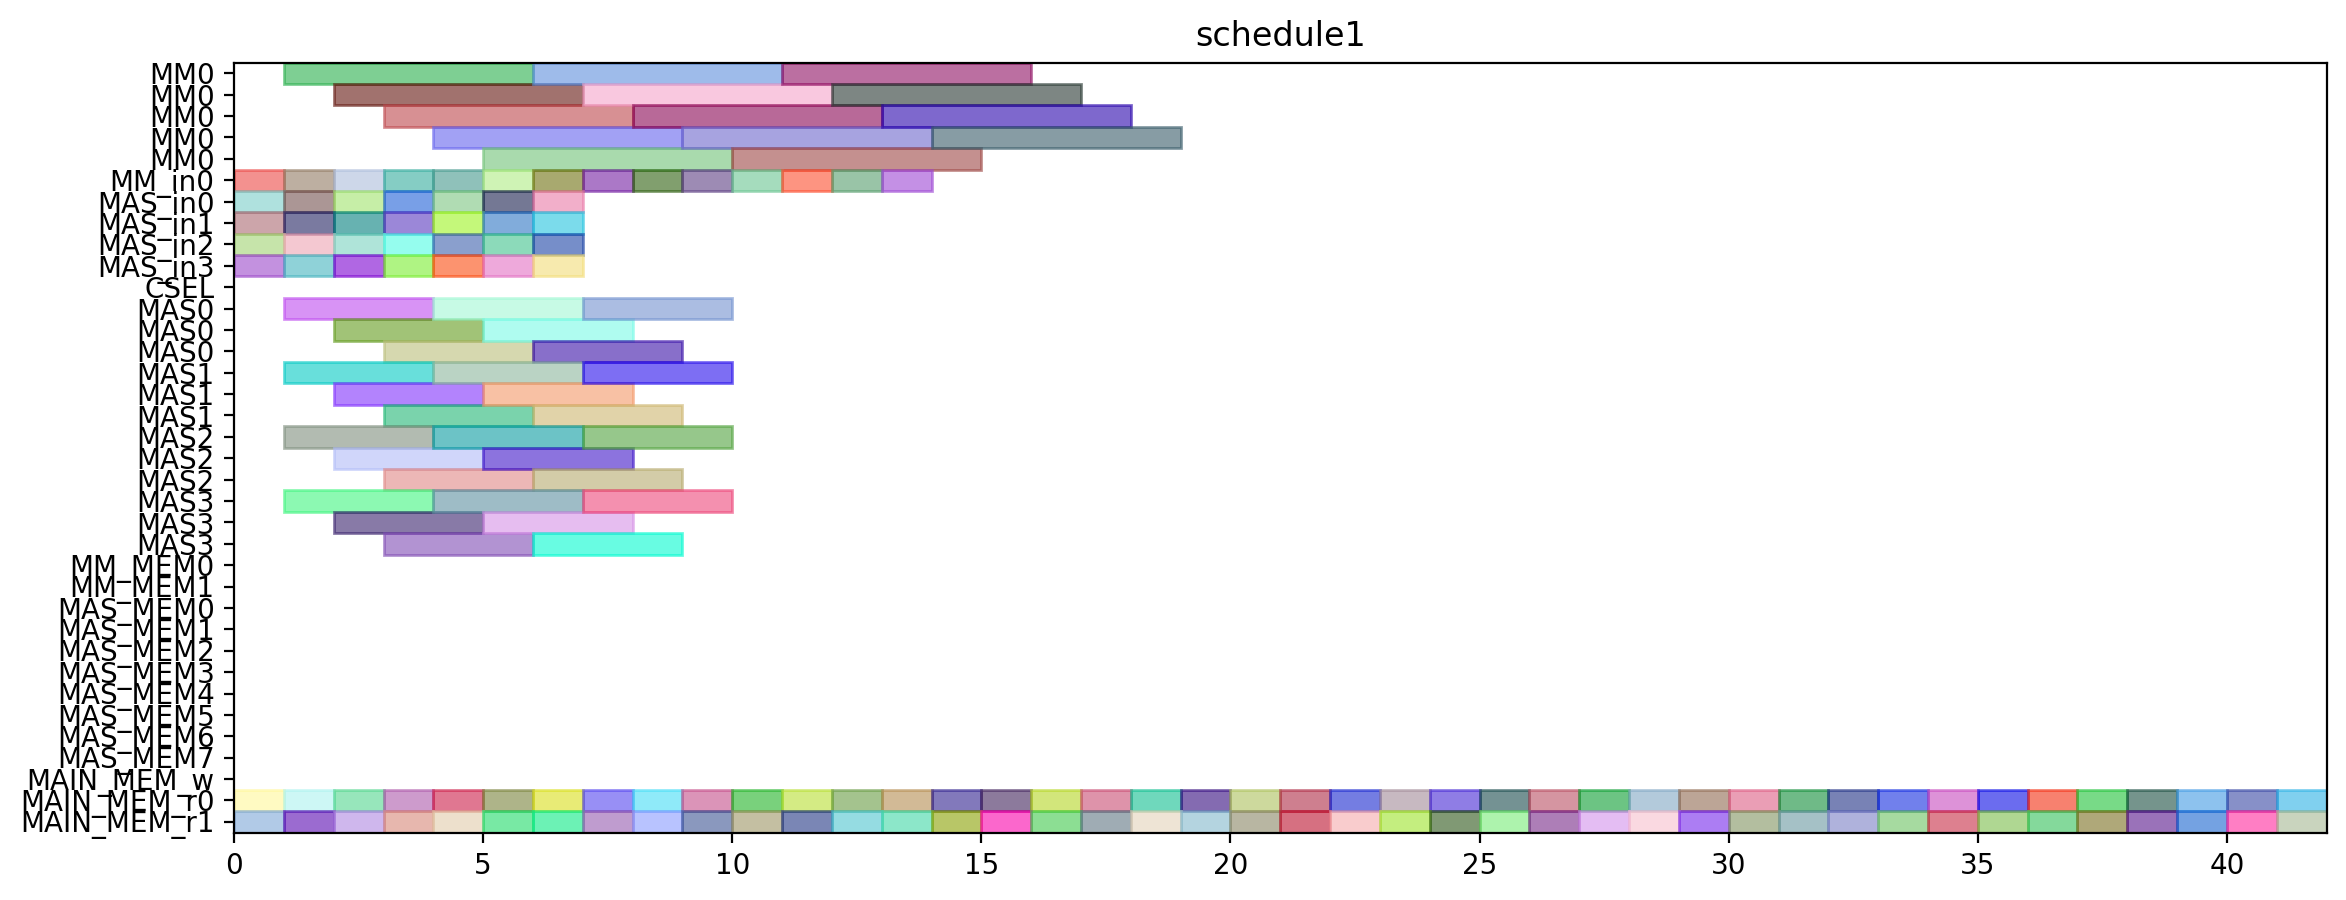 schedule1
MM0
MM0
MM0
MM0
MM0
MM_in0
MAS_in0
MAS_in1
MAS_in2
MAS_in3
CSEL
MAS0
MAS0
MAS0
MAS1
MAS1
MAS1
MAS2
MAS2
MAS2
MAS3
MAS3
MAS3
MM_MEM0
MM_MEM1
MAS_MEM0
MAS_MEM1
MAS_MEM2
MAS_MEM3
MAS_MEM4
MAS_MEM5
MAS_MEM6
MAS_MEM7
MAIN_MEM_w
MAIN_MEM_r0
MAIN_MEM_r1
0 5 10 15 20 25 30 35 40